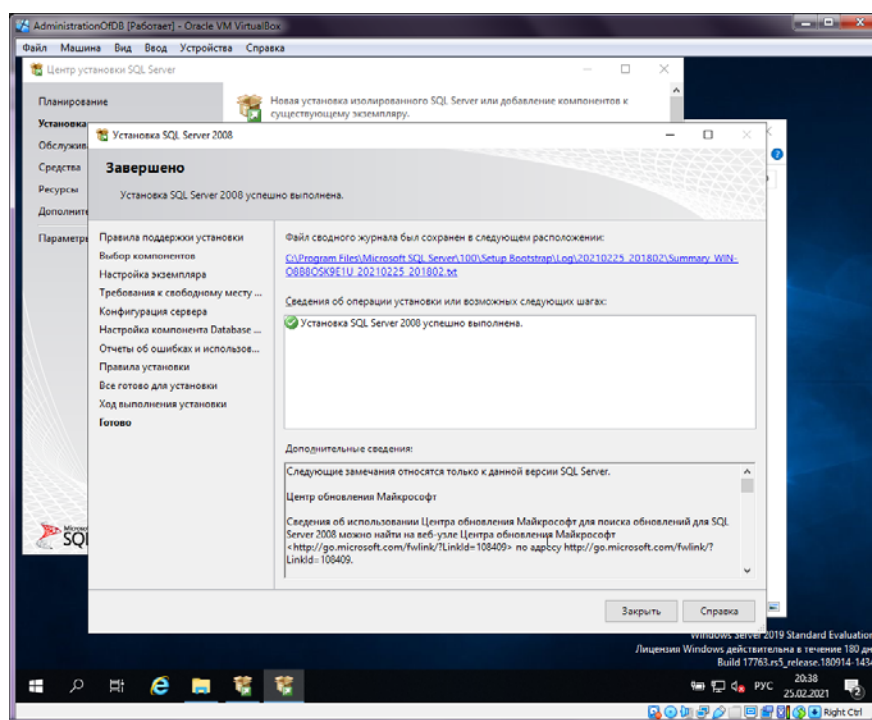 AdministrationOfDB [Работает] - Oracle VM VirtualBox
Файл Машина Вид Ввод Устройства Справка
Центр установки SQL Server
Планирование
Установка
Обслужив
Средства
Ресурсы
Дополните
Параметры
Новая установка изолированного SQL Server или добавление компонентов к
существующему экземпляру.
Установка SQL Server 2008
Завершено
Установка SQL Server 2008 успешно выполнена.
Правила поддержки установки
Выбор компонентов
Настройка экземпляра
Требования к свободному месту ...
Конфигурация сервера
Настройка компонента Database ...
Отчеты об ошибках и использов...
Правила установки
Все готово для установки
Ход выполнения установки
Готово
Файл сводного журнала был сохранен в следующем расположении:
C:\Program Files\Microsoft SQL Server\100\Setup Bootstrap\Log\20210225_201802\Summary_WIN-
O8B8OSK9E1U_20210225_201802.txt
Сведения об операции установки или возможных следующих шагах:
Установка SQL Server 2008 успешно выполнена.
Дополнительные сведения:
Следующие замечания относятся только к данной версии SQL Server.
Центр обновления Майкрософт
Сведения об использовании Центра обновления Майкрософт для поиска обновлений для SQL
Server 2008 можно найти на веб-узле Центра обновления Майкрософт
<http://go.microsoft.com/fwlink/?LinkId=108409> по адресу http://go.microsoft.com/fwlink/?
LinkId=108409.
Закрыть Справка
Microsof
SQL
Windows Server 2019 Standard Evaluation
Лицензия Windows действительна в течение 180 дн
Build 17763.rs5_release.180914-1434
РУС
20:38
25.02.2021
2
Right Ctrl